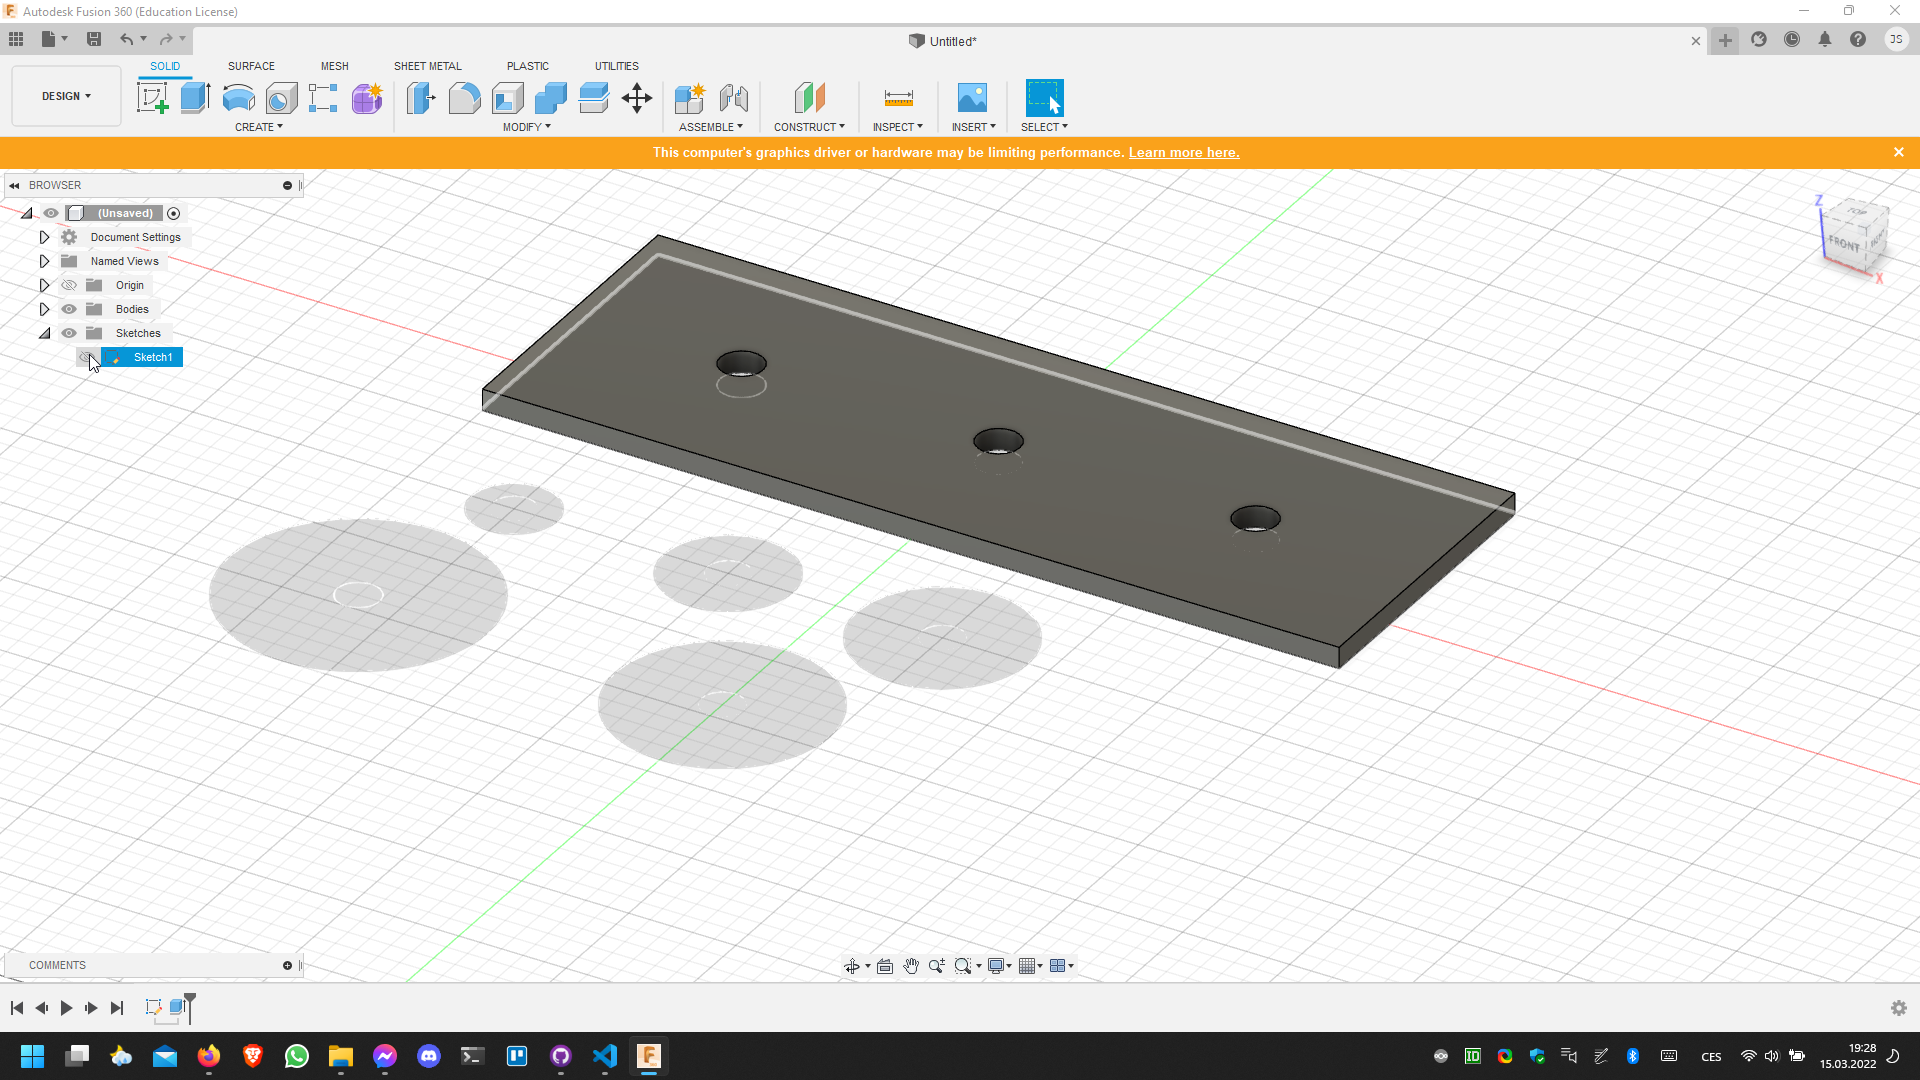 Autodesk Fusion 360 (Education License)
Untitled*
JS
DESIGN
SOLID
SURFACE
MESH
SHEET METAL
PLASTIC
UTILITIES
CREATE
MODIFY
ASSEMBLE
CONSTRUCT
INSPECT
INSERT
SELECT
This computer's graphics driver or hardware may be limiting performance. Learn more here.
BROWSER
(Unsaved)
Document Settings
Named Views
Origin
Bodies
Sketches
Sketch1
Z
TOP
FRONT
X
COMMENTS
ID
CES
19:28
15.03.2022